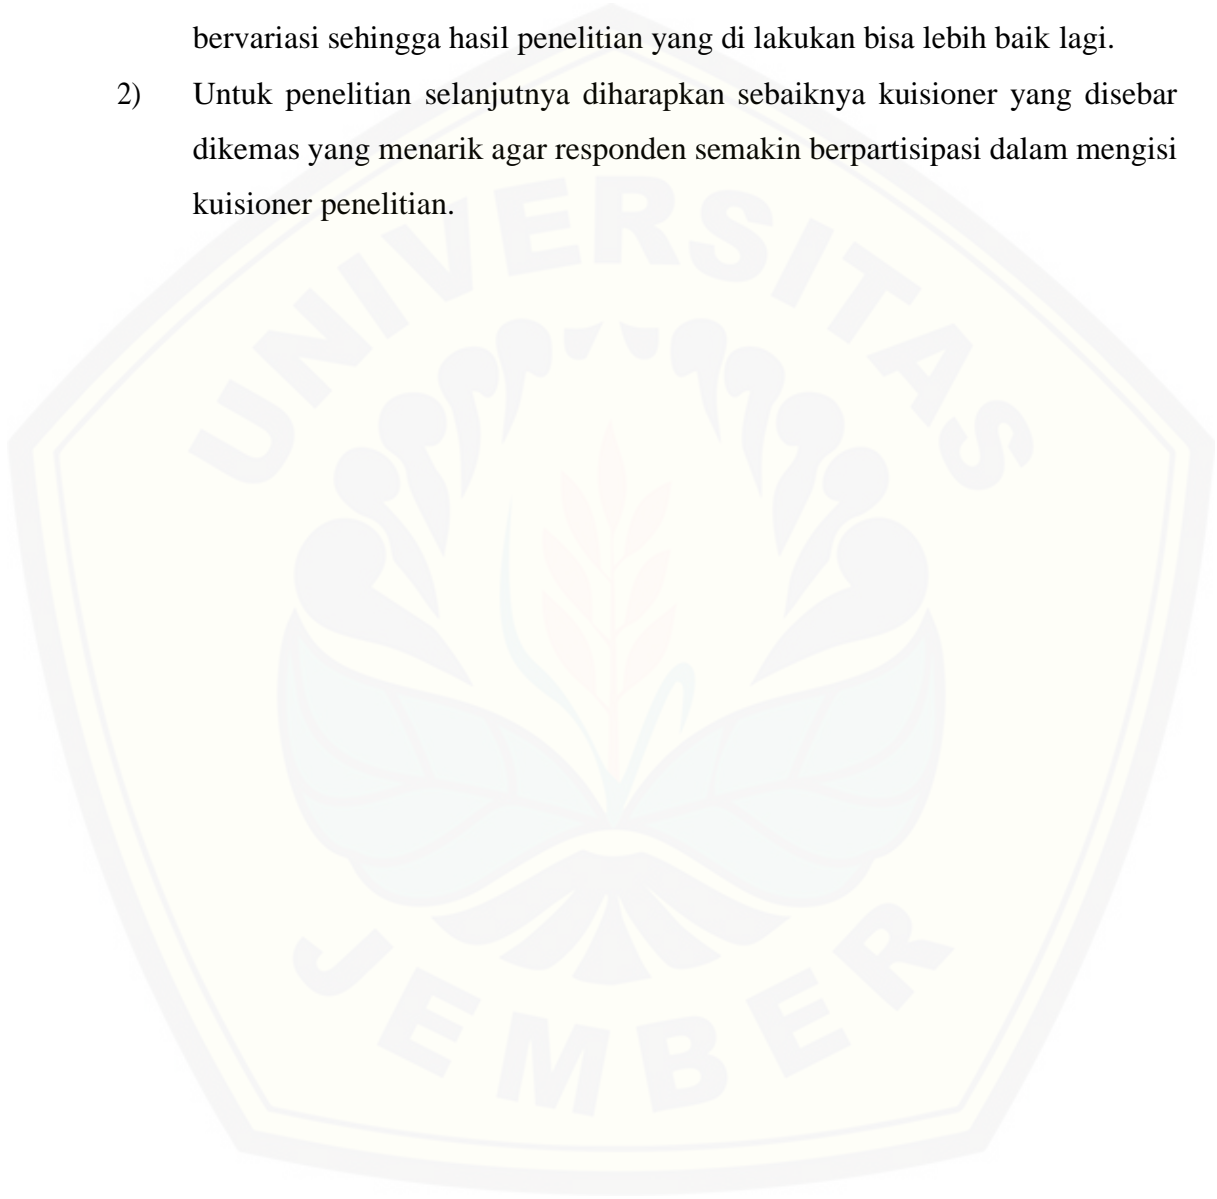 bervariasi sehingga hasil penelitian yang di lakukan bisa lebih baik lagi.
2) Untuk penelitian selanjutnya diharapkan sebaiknya kuisioner yang disebar
dikemas yang menarik agar responden semakin berpartisipasi dalam mengisi
kuisioner penelitian.
UNIVERSITAS
JEMBER